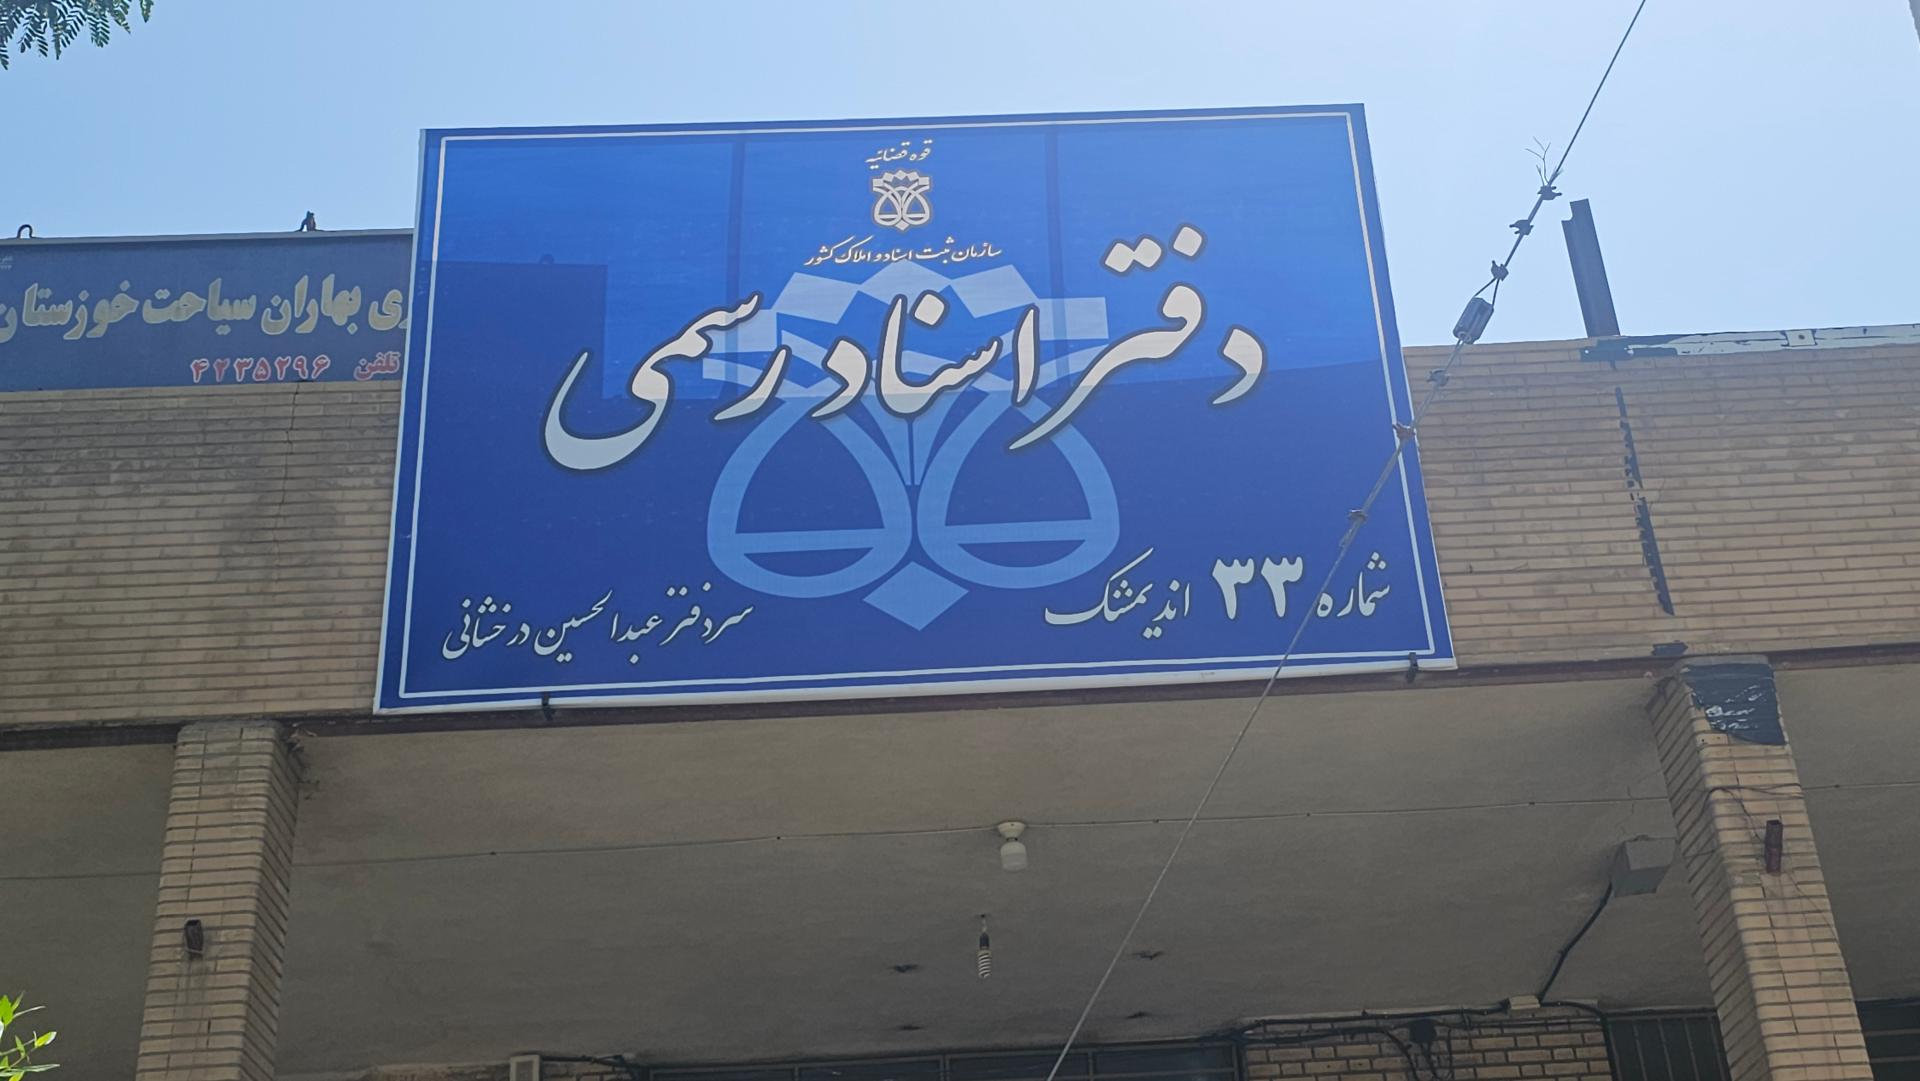 قوه قضائیه
سازمان ثبت اسناد و املاک کشور
دفتر اسناد رسمی
شماره ۳۳ اندیمشک
سردفتر عبدالحسین درخشانی
بهاران سیاحت خوزستان
تلفن ۴۲۳۵۲۹۶